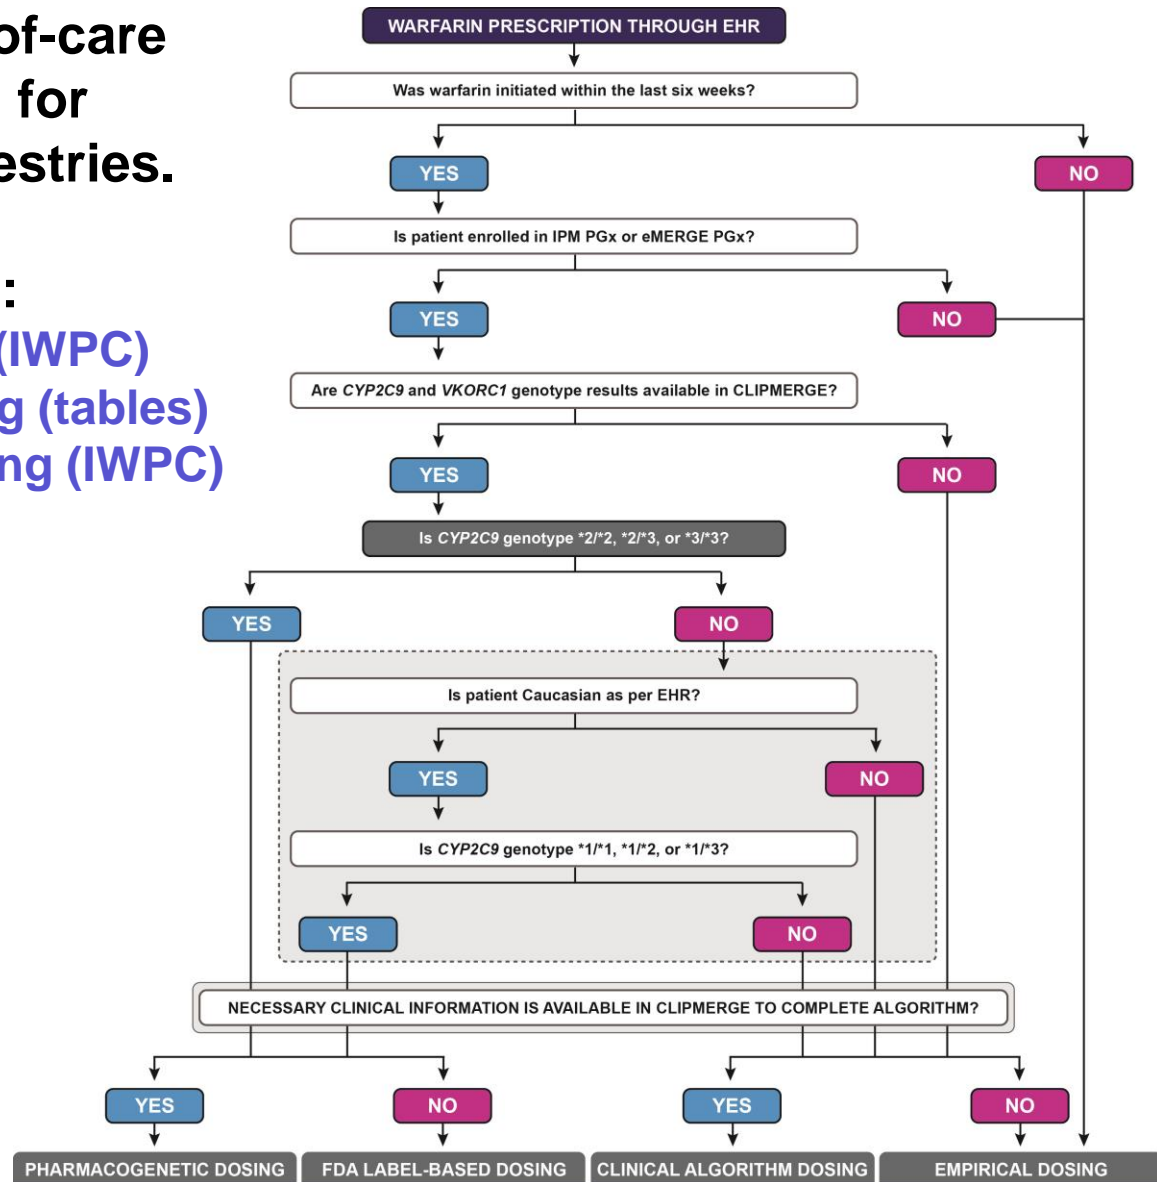 of-care
for
estries.
:
(IWPC)
g (tables)
ng (IWPC)
WARFARIN PRESCRIPTION THROUGH EHR
Was warfarin initiated within the last six weeks?
YES
NO
Is patient enrolled in IPM PGx or eMERGE PGx?
YES
NO
Are CYP2C9 and VKORC1 genotype results available in CLIPMERGE?
YES
NO
Is CYP2C9 genotype *2/*2, *2/*3, or *3/*3?
YES
NO
Is patient Caucasian as per EHR?
YES
NO
Is CYP2C9 genotype *1/*1, *1/*2, or *1/*3?
YES
NO
NECESSARY CLINICAL INFORMATION IS AVAILABLE IN CLIPMERGE TO COMPLETE ALGORITHM?
YES
NO
YES
NO
PHARMACOGENETIC DOSING
FDA LABEL-BASED DOSING
CLINICAL ALGORITHM DOSING
EMPIRICAL DOSING